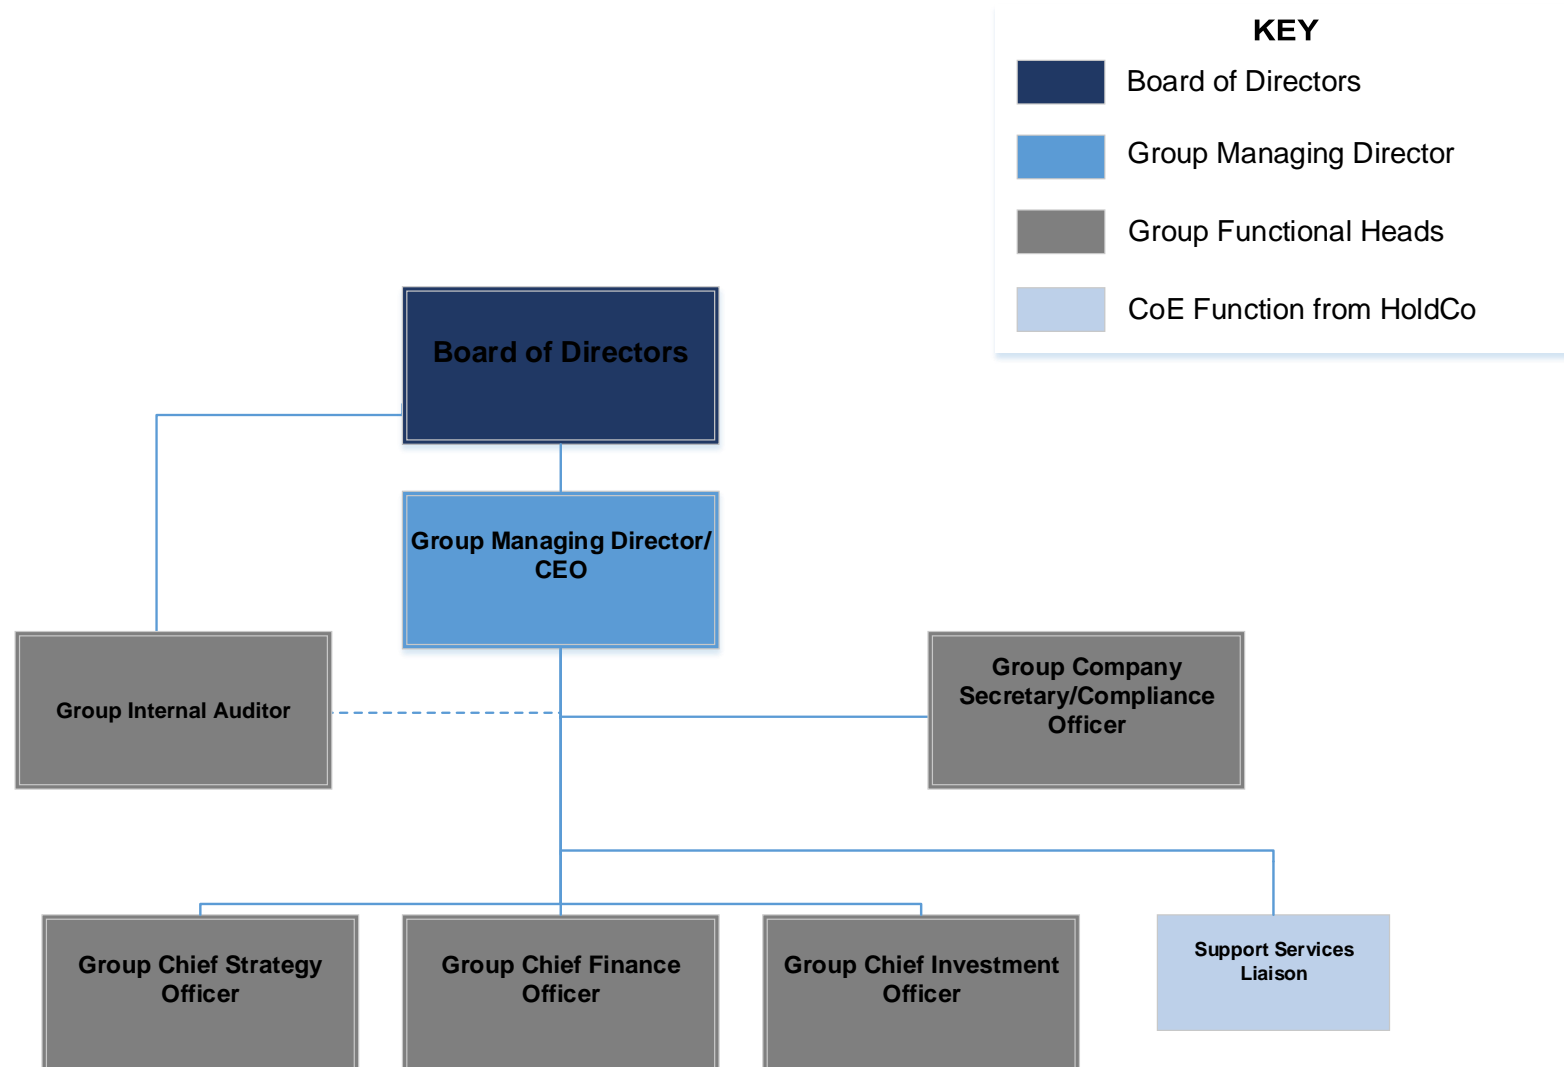 KEY
Board of Directors
Group Managing Director
Group Functional Heads
CoE Function from HoldCo
Board of Directors
Group Managing Director/
CEO
Group Internal Auditor
Group Company
Secretary/Compliance
Officer
Group Chief Strategy
Officer
Group Chief Finance
Officer
Group Chief Investment
Officer
Support Services
Liaison